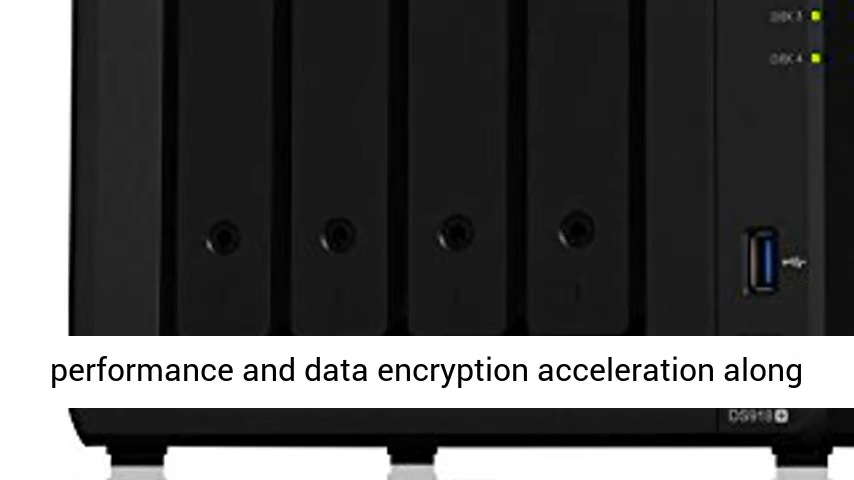 DISK 3
DISK 4
performance and data encryption acceleration along
DS918+